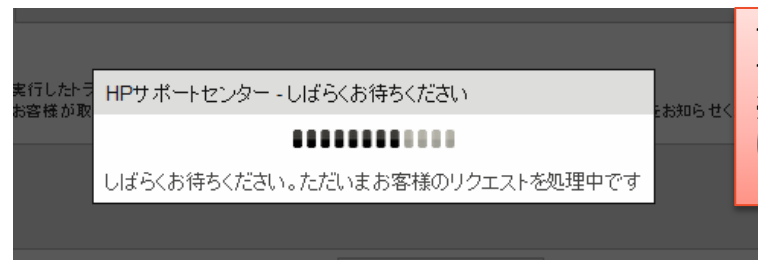 実行したトラ
お客様が取
をお知らせく
HPサポートセンター - しばらくお待ちください
しばらくお待ちください。ただいまお客様のリクエストを処理中です